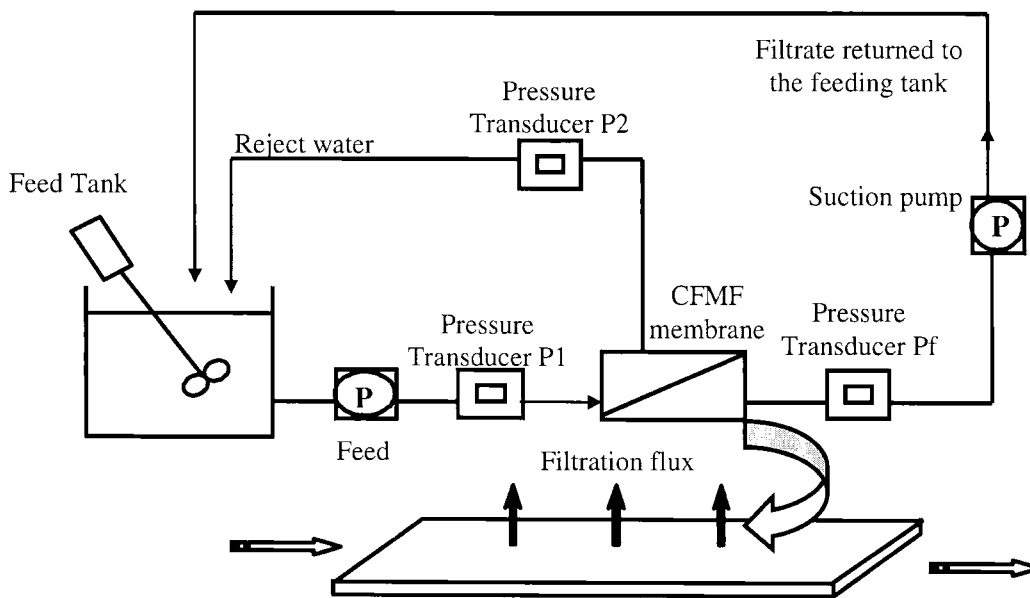 Filtrate returned to
the feeding tank
Pressure
Transducer P2
Reject water
Feed Tank
Suction pump
P
CFMF
membrane
Pressure
Transducer P1
Pressure
Transducer Pf
P
Feed
Filtration flux